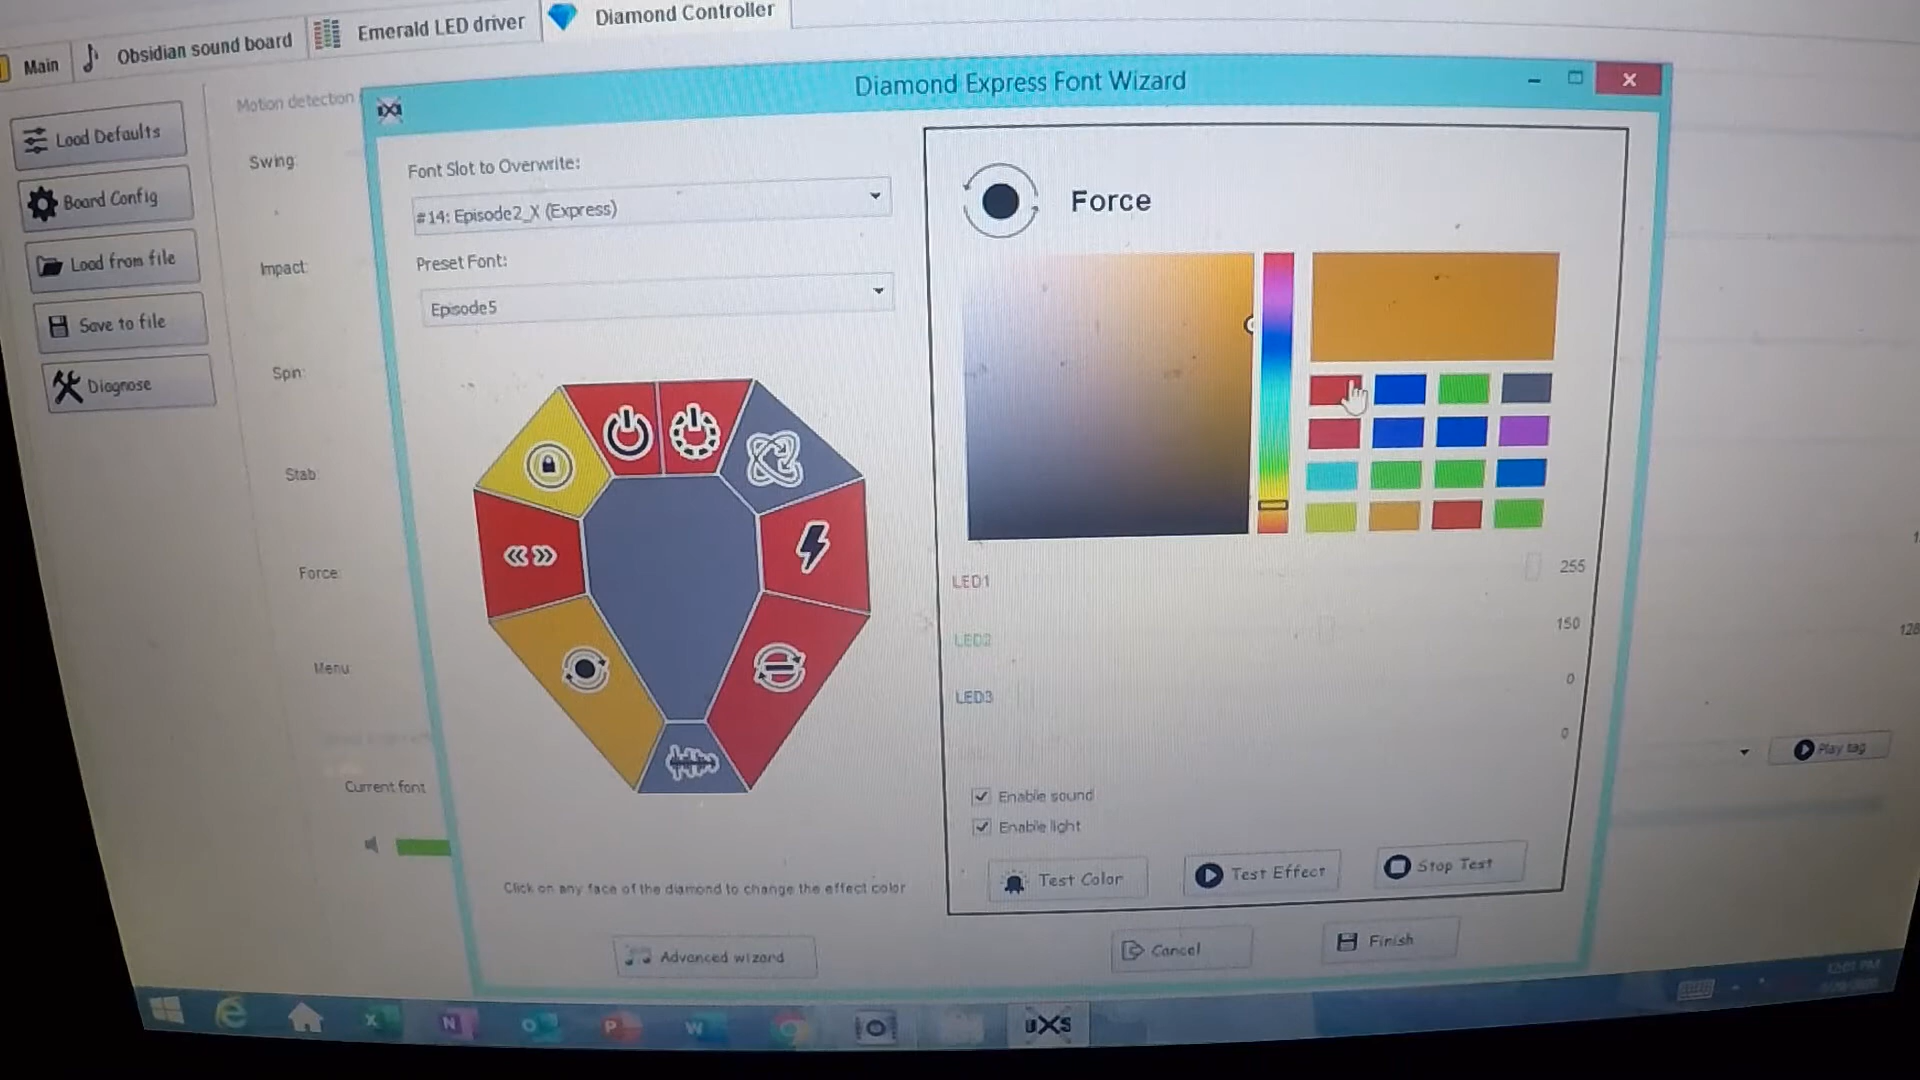 Main
Obsidian sound board
Emerald LED driver
Diamond Controller
Load Defaults
Board Config
Load from file
Save to file
Diagnose
Motion detection
Swing:
Impact:
Spin:
Stab:
Force:
Menu
Current font
Diamond Express Font Wizard
Font Slot to Overwrite:
#14: Episode2_X (Express)
Preset Font:
Episode5
Click on any face of the diamond to change the effect color
Advanced wizard
Force
LED1
255
LED2
150
LED3
0
0
Enable sound
Enable light
Test Color
Test Effect
Stop Test
Cancel
Finish
128
Play tag
UXS